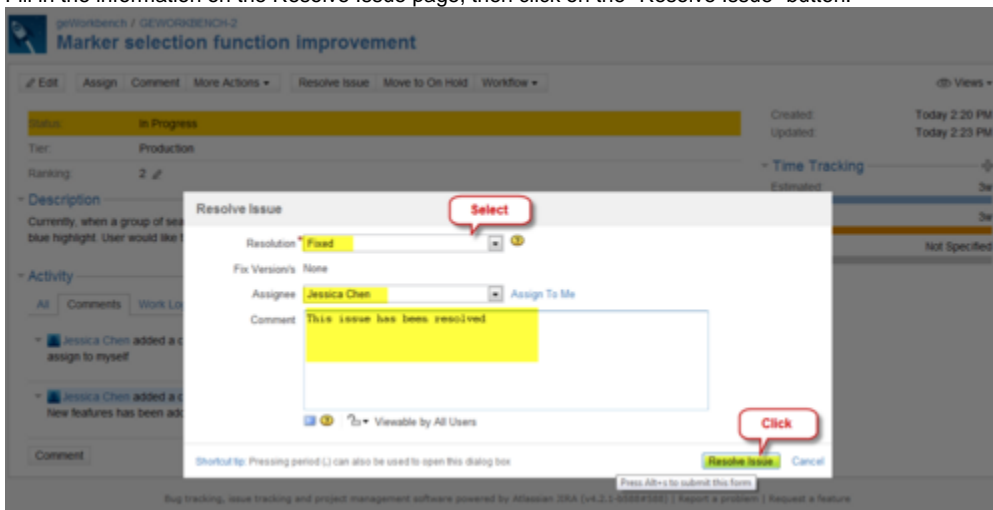 Fill in the information on the Resolve Issue page, then click on the "Resolve Issue" button.
geWorkbench / GEWORKBENCH-2
Marker selection function improvement
Edit Assign Comment More Actions Resolve Issue Move to On Hold Workflow Views
Status: In Progress
Created: Today 2:20 PM
Updated: Today 2:23 PM
Tier: Production
Ranking: 2
Time Tracking
Estimated: 3w
Description
Resolve Issue
Select
Currently, when a group of sea
blue highlight. User would like t
3w
Resolution * Fixed
Not Specified
Fix Version/s None
Activity
Assignee Jessica Chen Assign To Me
All Comments Work Lo
Comment This issue has been resolved
Jessica Chen added a c
assign to myself
Jessica Chen added a c
New features has been add
Viewable by All Users
Click
Comment
Shortcut tip: Pressing period (.) can also be used to open this dialog box
Resolve Issue Cancel
Press Alt+s to submit this form
Bug tracking, issue tracking and project management software powered by Atlassian JIRA | Report a problem | Request a feature